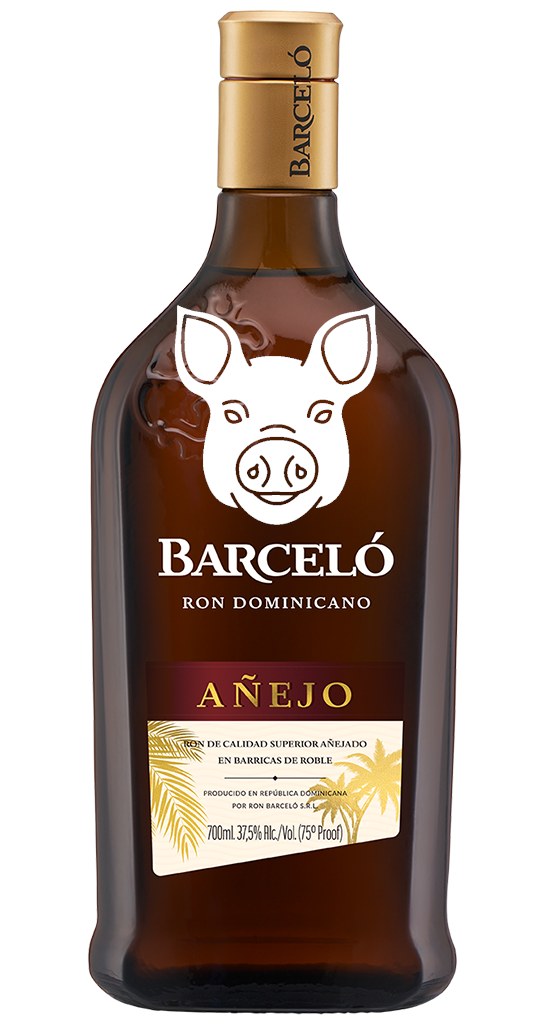 BARCELÓ
BARCELÓ
RON DOMINICANO
AÑEJO
RON DE CALIDAD SUPERIOR AÑEJADO
EN BARRICAS DE ROBLE
PRODUCIDO EN REPÚBLICA DOMINICANA
POR RON BARCELÓ S.R.L.
700ml. 37,5% Alc./Vol. (75º Proof)